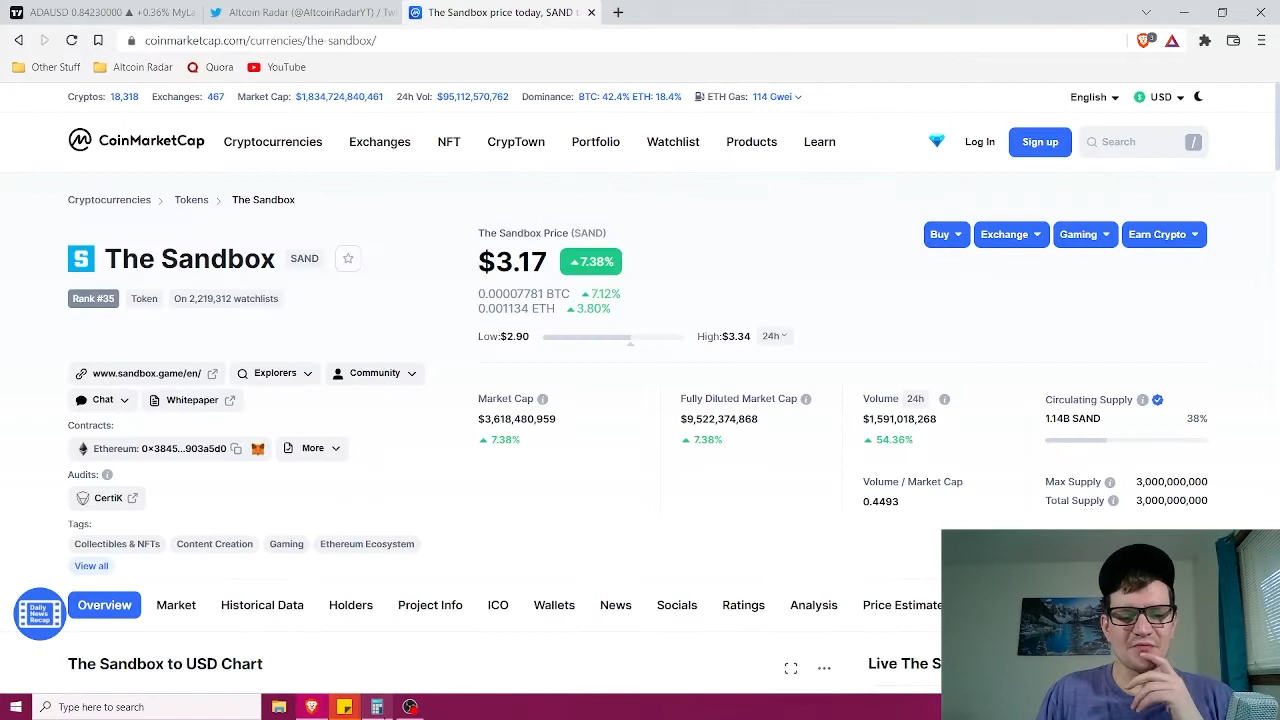 ADAUSD 0.84230000 ▲ +0.36% MyLa
Altcoin Radar (@AltcoinRadarYT) / Twi
The Sandbox price today, SAND t
coinmarketcap.com/currencies/the-sandbox/
3
Other Stuff
Altcoin Radar
Quora
YouTube
Cryptos: 18,318
Exchanges: 467
Market Cap: $1,834,724,840,461
24h Vol: $95,112,570,762
Dominance: BTC: 42.4% ETH: 18.4%
ETH Gas: 114 Gwei
English
USD
CoinMarketCap
Cryptocurrencies
Exchanges
NFT
CrypTown
Portfolio
Watchlist
Products
Learn
Log In
Sign up
Search
/
Cryptocurrencies
Tokens
The Sandbox
The Sandbox
SAND
Rank #35
Token
On 2,219,312 watchlists
The Sandbox Price (SAND)
$3.17
▲7.38%
0.00007781 BTC ▲7.12%
0.001134 ETH ▲3.80%
Low:$2.90
High:$3.34
24h
Buy
Exchange
Gaming
Earn Crypto
www.sandbox.game/en/
Explorers
Community
Chat
Whitepaper
Contracts:
Ethereum: 0x3845...903a5d0
More
Audits:
CertiK
Tags:
Collectibles & NFTs
Content Creation
Gaming
Ethereum Ecosystem
View all
Market Cap
$3,618,480,959
▲ 7.38%
Fully Diluted Market Cap
$9,522,374,868
▲ 7.38%
Volume 24h
$1,591,018,268
▲ 54.36%
Volume / Market Cap
0.4493
Circulating Supply
1.14B SAND
38%
Max Supply
3,000,000,000
Total Supply
3,000,000,000
Daily
News
Recap
Overview
Market
Historical Data
Holders
Project Info
ICO
Wallets
News
Socials
Ratings
Analysis
Price Estimate
The Sandbox to USD Chart
Live The S
Type here to search